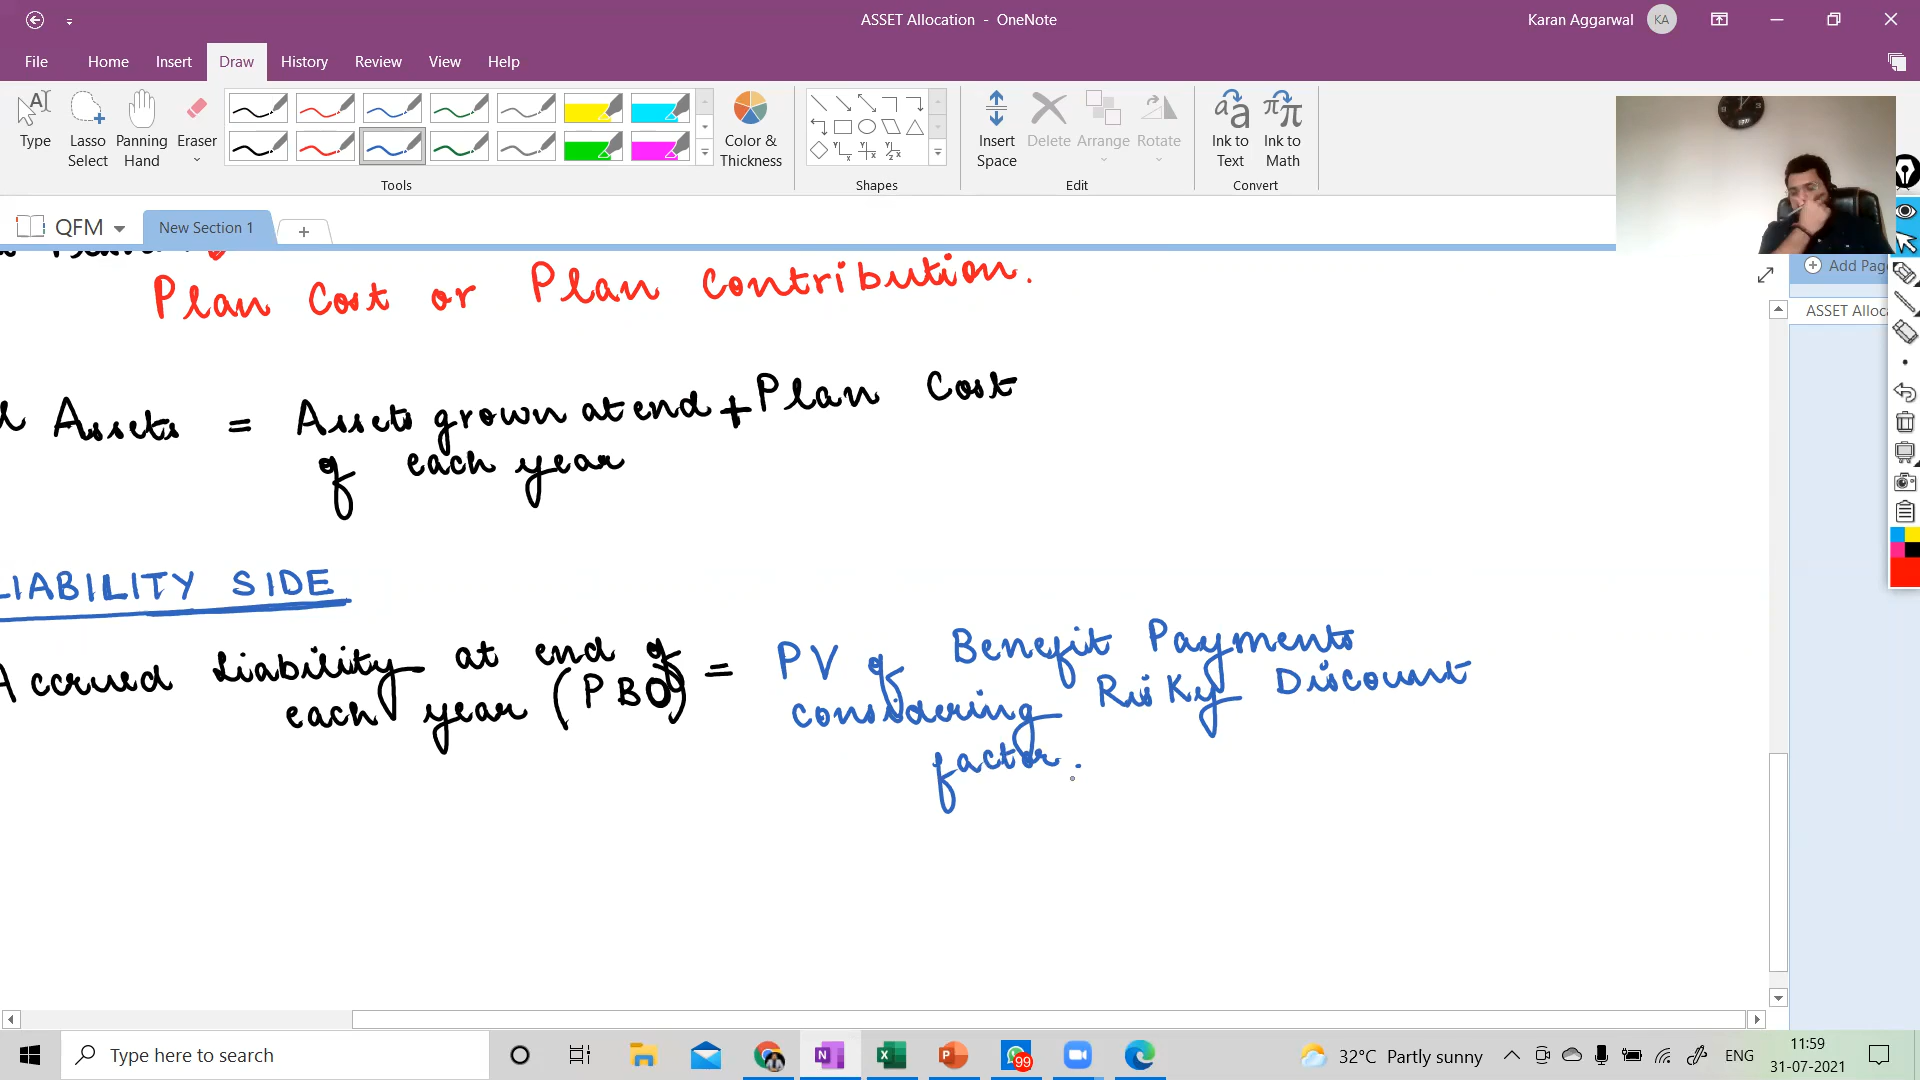 ASSET Allocation - OneNote
Karan Aggarwal KA
File Home Insert Draw History Review View Help
Type
Lasso Select
Panning Hand
Eraser
Color & Thickness
Insert Space
Delete
Arrange
Rotate
Ink to Text
Ink to Math
Tools
Shapes
Edit
Convert
QFM
New Section 1
Add Pag
ASSET Alloc
Plan Cost or Plan Contribution.
Assets = Assets grown at end + Plan Cost
of each year
LIABILITY SIDE
Accrued Liability at end of each year (PBO) = PV of Benefit Payments
considering Risky Discount
factor.
Type here to search
99
32°C Partly sunny
ENG
11:59
31-07-2021